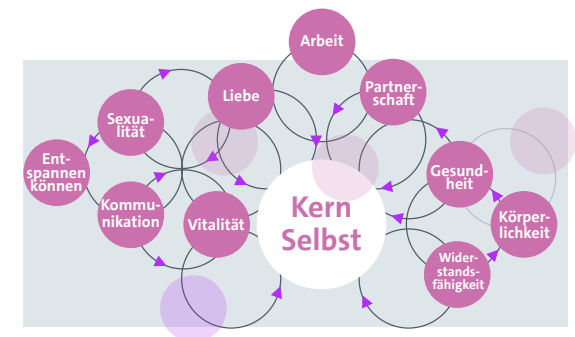 Arbeit
Partner-
schaft
Liebe
Sexua-
lität
Ent-
spannen
können
Kommu-
nikation
Vitalität
Kern
Selbst
Gesund-
heit
Körper-
lichkeit
Wider-
stands-
fähigkeit